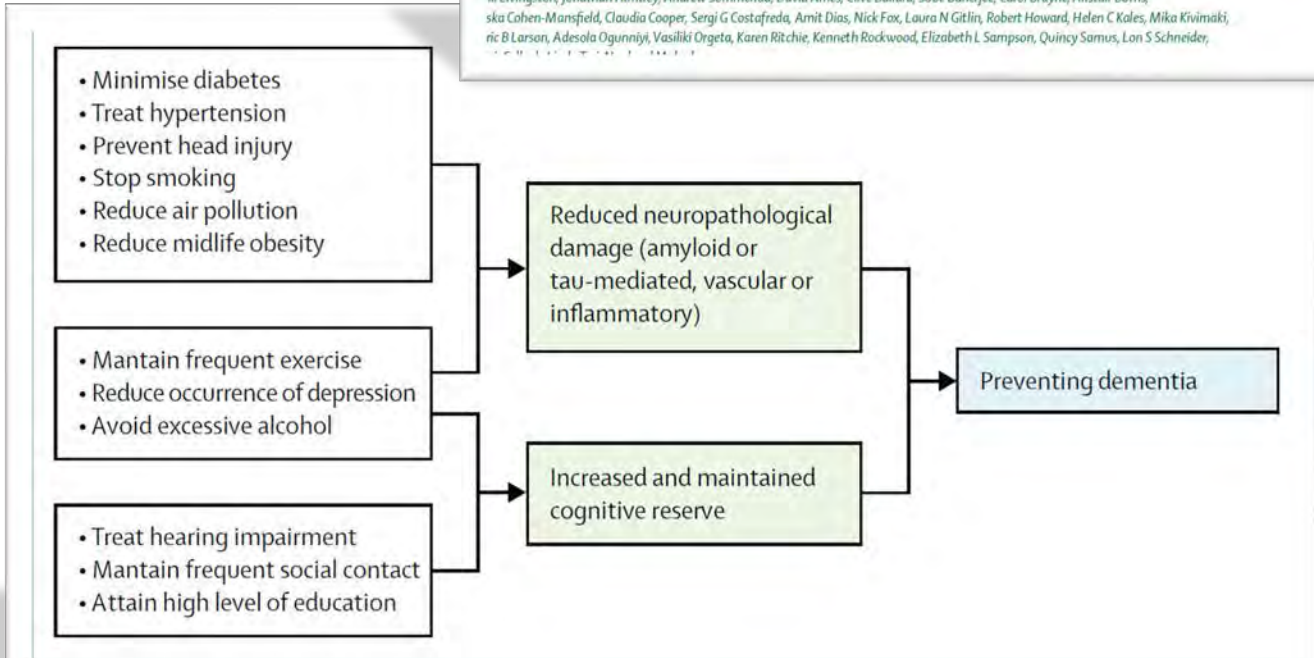 ska Cohen-Mansfield, Claudia Cooper, Sergi G Costafreda, Amit Dias, Nick Fox, Laura N Gitlin, Robert Howard, Helen C Kales, Mika Kivimäki,
ric B Larson, Adesola Ogunniyi, Vasiliki Orgeta, Karen Ritchie, Kenneth Rockwood, Elizabeth L Sampson, Quincy Samus, Lon S Schneider,
• Minimise diabetes
• Treat hypertension
• Prevent head injury
• Stop smoking
• Reduce air pollution
• Reduce midlife obesity
• Mantain frequent exercise
• Reduce occurrence of depression
• Avoid excessive alcohol
• Treat hearing impairment
• Mantain frequent social contact
• Attain high level of education
Reduced neuropathological
damage (amyloid or
tau-mediated, vascular or
inflammatory)
Increased and maintained
cognitive reserve
Preventing dementia